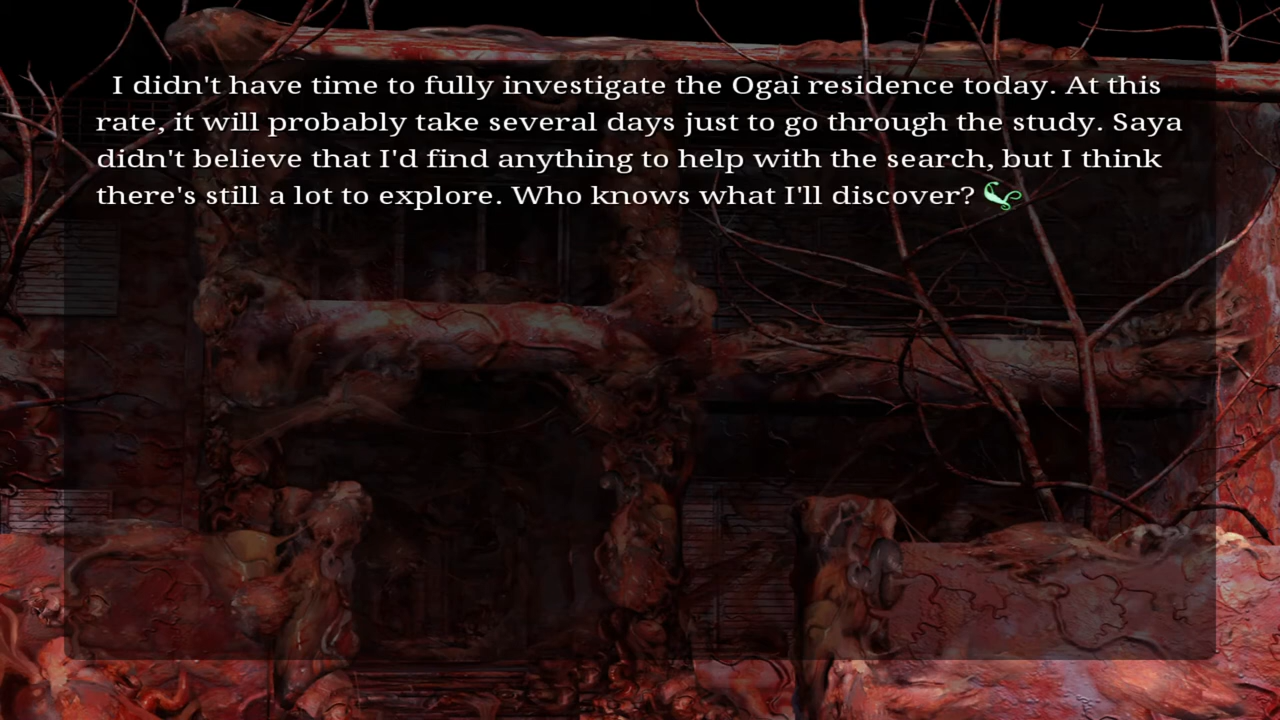 I didn't have time to fully investigate the Ogai residence today. At this
rate, it will probably take several days just to go through the study. Saya
didn't believe that I'd find anything to help with the search, but I think
there's still a lot to explore. Who knows what I'll discover?